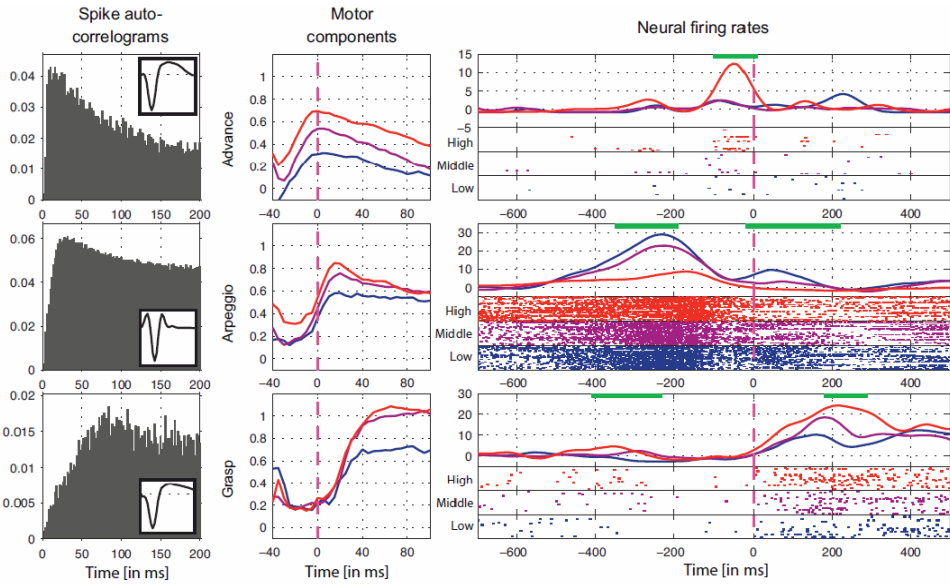 Spike auto-
correlograms
Motor
components
Neural firing rates
0.04
0.03
0.02
0.01
0
0 50 100 150 200
Advance
1
0.8
0.6
0.4
0.2
0
−40 0 40 80
15
10
5
0
−5
High
Middle
Low
−600 −400 −200 0 200 400
0.06
0.04
0.02
0
0 50 100 150 200
Arpeggio
1
0.8
0.6
0.4
0.2
0
−40 0 40 80
30
20
10
0
High
Middle
Low
−600 −400 −200 0 200 400
0.02
0.015
0.01
0.005
0
0 50 100 150 200
Time [in ms]
Grasp
1
0.8
0.6
0.4
0.2
0
−40 0 40 80
Time [in ms]
30
20
10
0
High
Middle
Low
−600 −400 −200 0 200 400
Time [in ms]